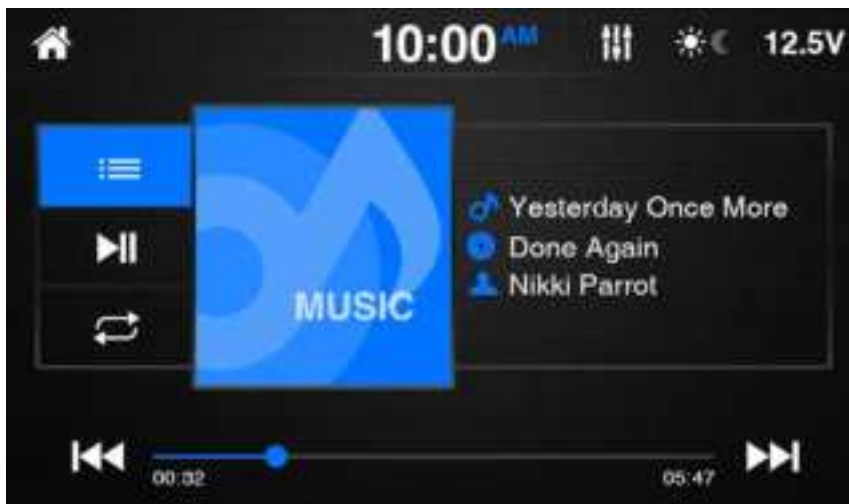 10:00 AM 12.5V
Yesterday Once More
Done Again
MUSIC
Nikki Parrot
00:32 05:47